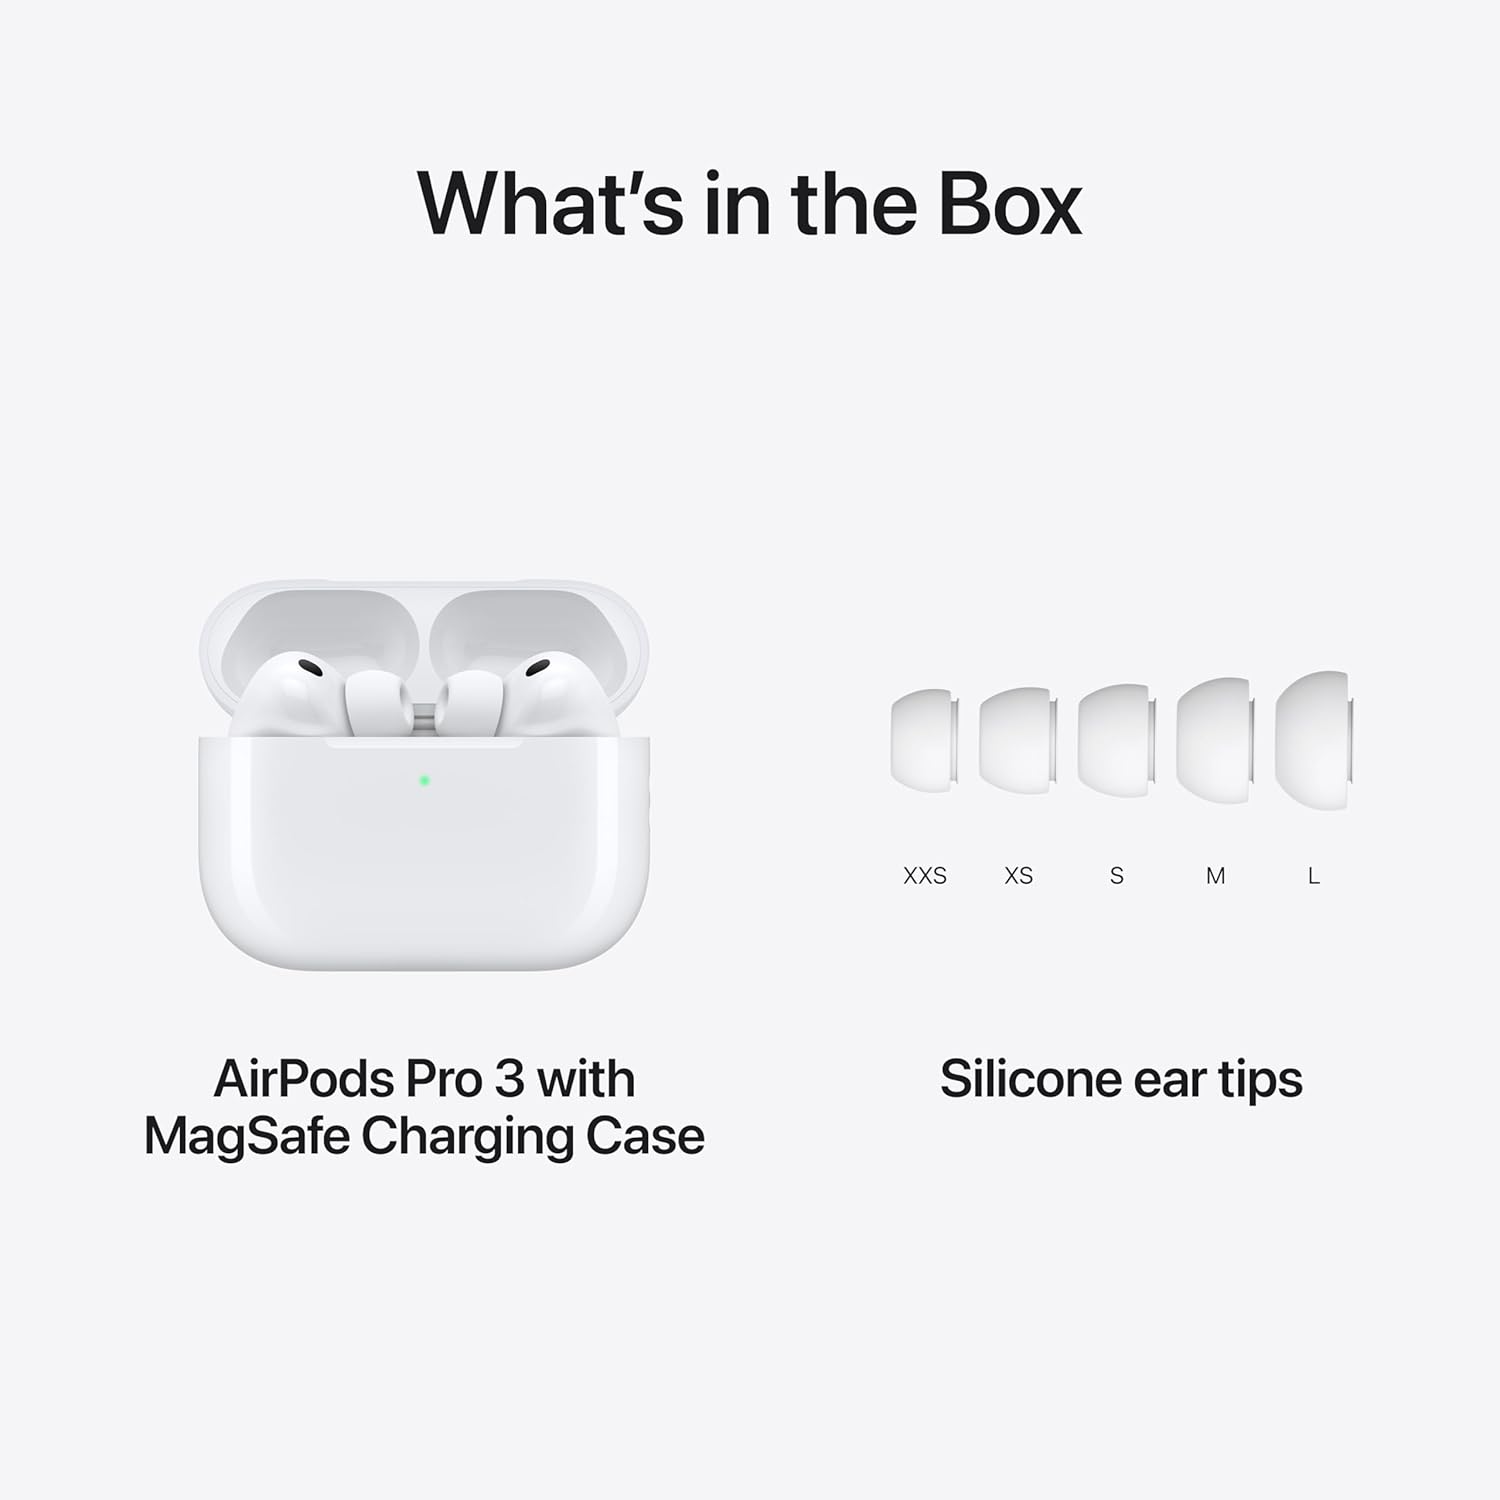 What's in the Box
XXS XS S M L
AirPods Pro 3 with
MagSafe Charging Case
Silicone ear tips